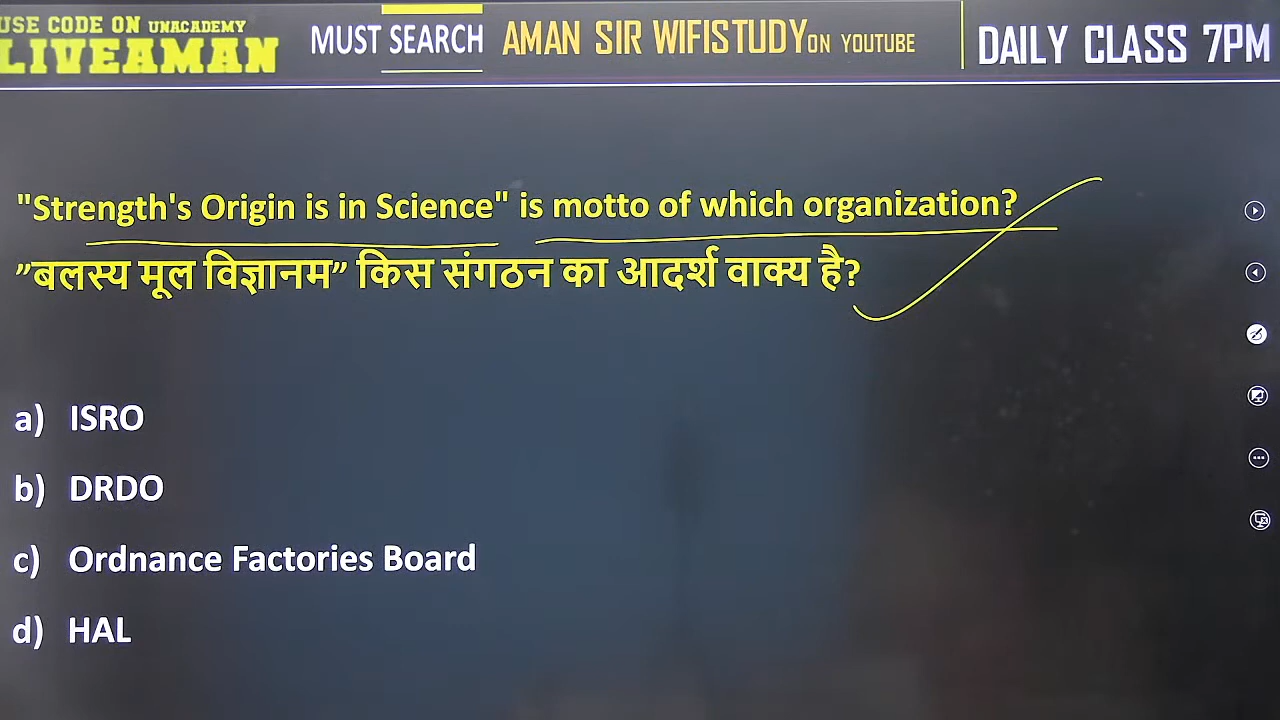 USE CODE ON UNACADEMY
LIVEAMAN
MUST SEARCH
AMAN SIR WIFISTUDY ON YOUTUBE
DAILY CLASS 7PM
"Strength's Origin is in Science" is motto of which organization?
”बलस्य मूल विज्ञानम” किस संगठन का आदर्श वाक्य है?
a) ISRO
b) DRDO
c) Ordnance Factories Board
d) HAL